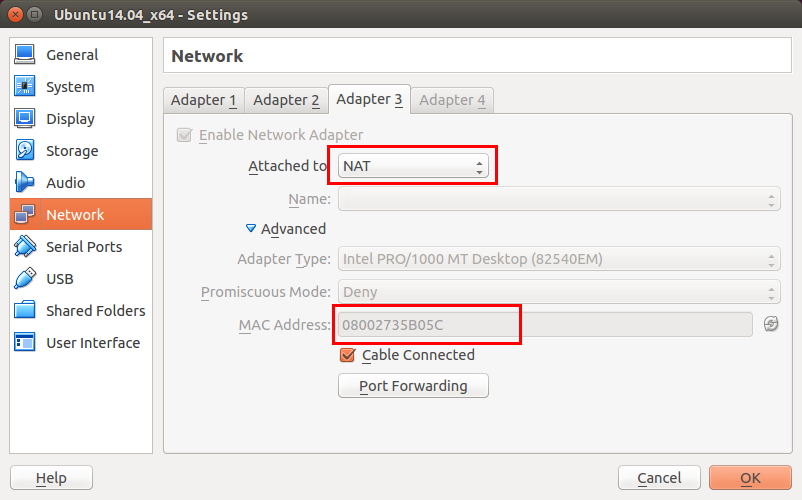 Ubuntu14.04_x64 - Settings
General
System
Display
Storage
Audio
Network
Serial Ports
USB
Shared Folders
User Interface
Network
Adapter 1 Adapter 2 Adapter 3 Adapter 4
Enable Network Adapter
Attached to NAT
Name:
Advanced
Adapter Type: Intel PRO/1000 MT Desktop (82540EM)
Promiscuous Mode: Deny
MAC Address: 08002735B05C
Cable Connected
Port Forwarding
Help Cancel OK